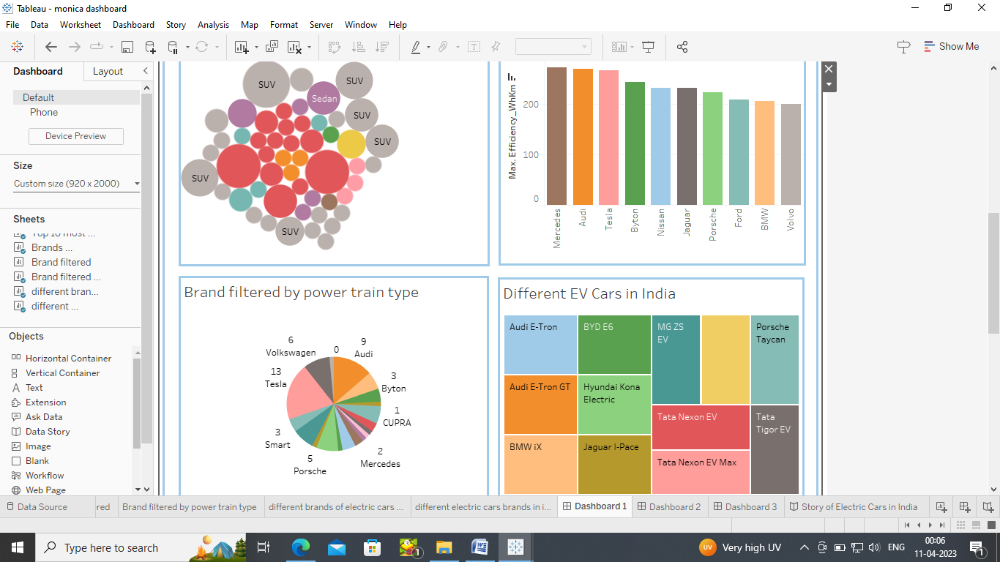 Tableau - monica dashboard
File Data Worksheet Dashboard Story Analysis Map Format Server Window Help
Show Me
Dashboard Layout
Default
Phone
Device Preview
Size
Custom size (920 x 2000)
Sheets
Top 10 most ...
Brands ...
Brand filtered
Brand filtered ...
different bran...
different ...
Objects
Horizontal Container
Vertical Container
Text
Extension
Ask Data
Data Story
Image
Blank
Workflow
Web Page
SUV
SUV
Sedan
SUV
SUV
SUV
SUV
Max. Efficiency_WhKm
200
100
0
Mercedes
Audi
Tesla
Byton
Nissan
Jaguar
Porsche
Ford
BMW
Volvo
Brand filtered by power train type
6
Volkswagen
0
9
Audi
13
Tesla
3
Byton
1
CUPRA
3
Smart
2
Mercedes
5
Porsche
Different EV Cars in India
Audi E-Tron
BYD E6
MG ZS
EV
Porsche
Taycan
Audi E-Tron GT
Hyundai Kona
Electric
Tata Nexon EV
Tata
Tigor EV
BMW iX
Jaguar I-Pace
Tata Nexon EV Max
Data Source
red
Brand filtered by power train type
different brands of electric cars ...
different electric cars brands in i...
Dashboard 1
Dashboard 2
Dashboard 3
Story of Electric Cars in India
Type here to search
1
UV
Very high UV
ENG
00:06
11-04-2023
1